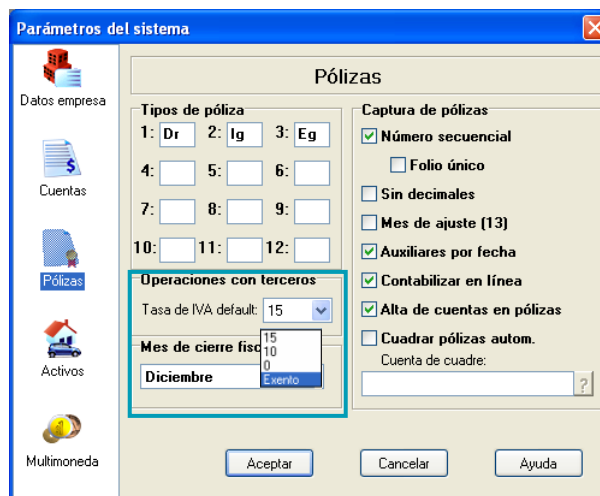 Parámetros del sistema
Datos empresa
Cuentas
Pólizas
Activos
Multimoneda
Pólizas
Tipos de póliza
1: Dr 2: Ig 3: Eg
4: 5: 6:
7: 8: 9:
10: 11: 12:
Operaciones con terceros
Tasa de IVA default: 15
15
10
0
Exento
Mes de cierre fisc
Diciembre
Captura de pólizas
Número secuencial
Folio único
Sin decimales
Mes de ajuste (13)
Auxiliares por fecha
Contabilizar en línea
Alta de cuentas en pólizas
Cuadrar pólizas autom.
Cuenta de cuadre:
?
Aceptar Cancelar Ayuda